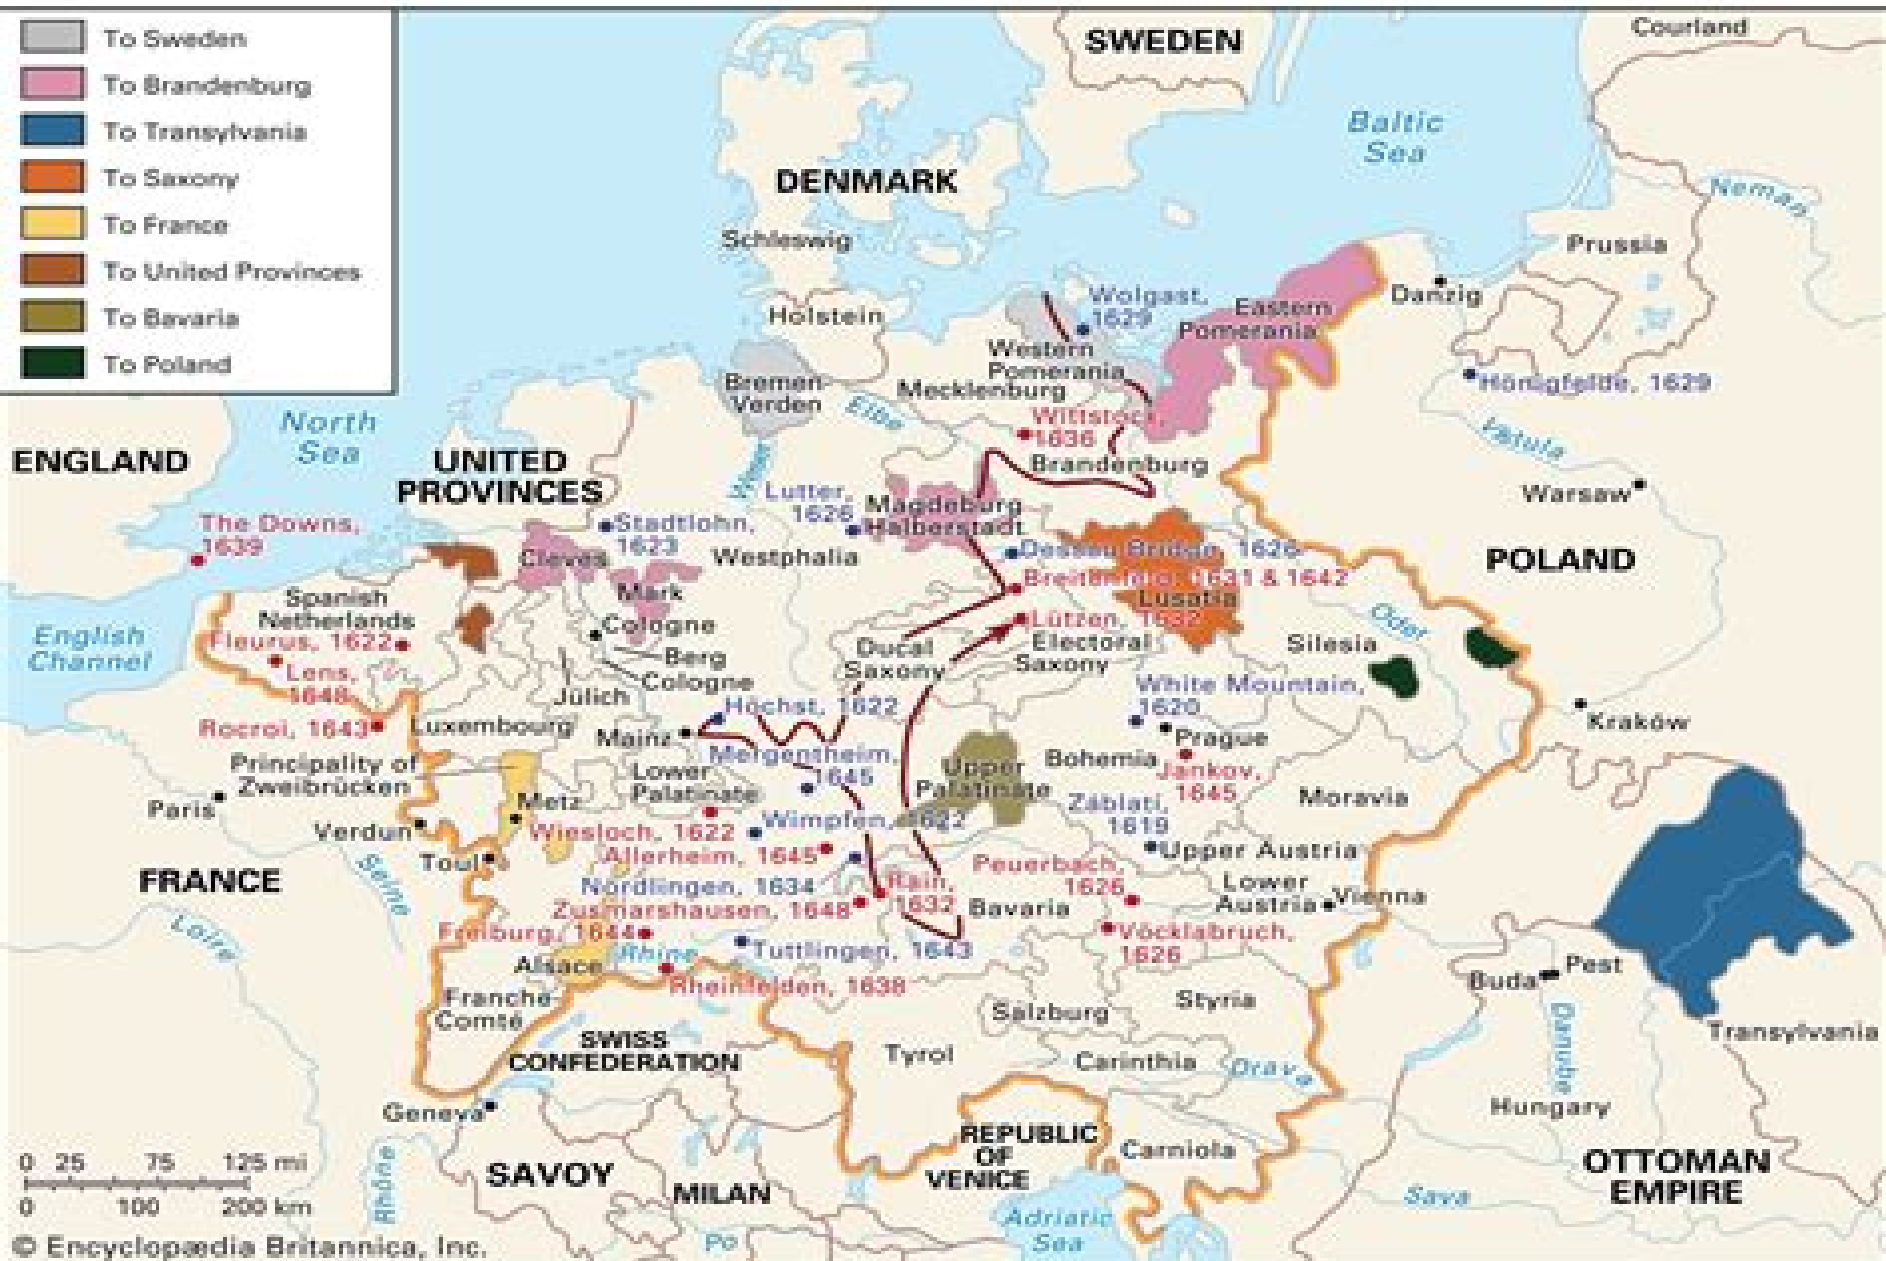 To Sweden
To Brandenburg
To Transylvania
To Saxony
To France
To United Provinces
To Bavaria
To Poland
SWEDEN
Courland
Baltic
Sea
Neman
DENMARK
Schleswig
Prussia
Holstein
Wolgast,
1629
Eastern
Pomerania
Danzig
Western
Pomerania
Bremen
Verden
Mecklenburg
Elbe
Hönigfelde, 1629
North
Sea
Wittstock,
1636
Vistula
ENGLAND
UNITED
PROVINCES
Weser
Brandenburg
Warsaw
The Downs,
1639
Lutter,
1626
Magdeburg
Halberstadt
Stadtlohn,
1623
Westphalia
Cleves
Dessau Bridge, 1626
POLAND
Breitenfeld, 1631 & 1642
Mark
Lusatia
Spanish
Netherlands
Cologne
Lützen, 1632
Oder
English
Channel
Fleurus, 1622
Ducal
Saxony
Electoral
Saxony
Silesia
Lens,
1648
Berg
Cologne
Jülich
White Mountain,
1620
Rocroi, 1643
Luxembourg
Höchst, 1622
Kraków
Mainz
Prague
Principality of
Zweibrücken
Mergentheim,
1645
Lower
Palatinate
Upper
Palatinate
Bohemia
Jankov,
1645
Moravia
Paris
Metz
Verdun
Wiesloch, 1622
Wimpfen, 1622
Záblatí,
1619
Toul
Allerheim, 1645
Upper Austria
FRANCE
Seine
Nördlingen, 1634
Rain,
1632
Peuerbach,
1626
Lower
Austria
Vienna
Zusmarshausen, 1648
Bavaria
Loire
Freiburg, 1644
Rhine
Tuttlingen, 1643
Vöcklabruch,
1626
Alsace
Rheinfelden, 1638
Buda
Pest
Franche-
Comté
Salzburg
Styria
Transylvania
SWISS
CONFEDERATION
Tyrol
Carinthia
Drava
Danube
Geneva
Hungary
REPUBLIC
OF
VENICE
Carniola
0 25 75 125 mi
0 100 200 km
Rhône
SAVOY
MILAN
OTTOMAN
EMPIRE
Sava
Adriatic
Sea
Po
© Encyclopædia Britannica, Inc.